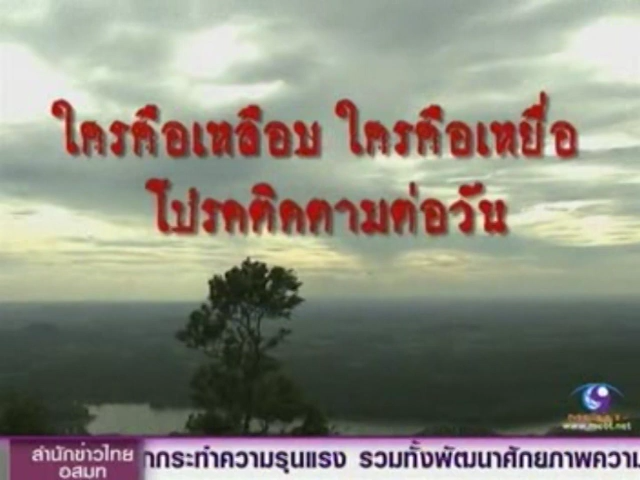 ใครคือเหลือบ ใครคือเหยื่อ
โปรดติดตามต่อวัน
www.mcot.net
สำนักข่าวไทย
อสมท
ากระทำความรุนแรง รวมทั้งพัฒนาศักยภาพความ